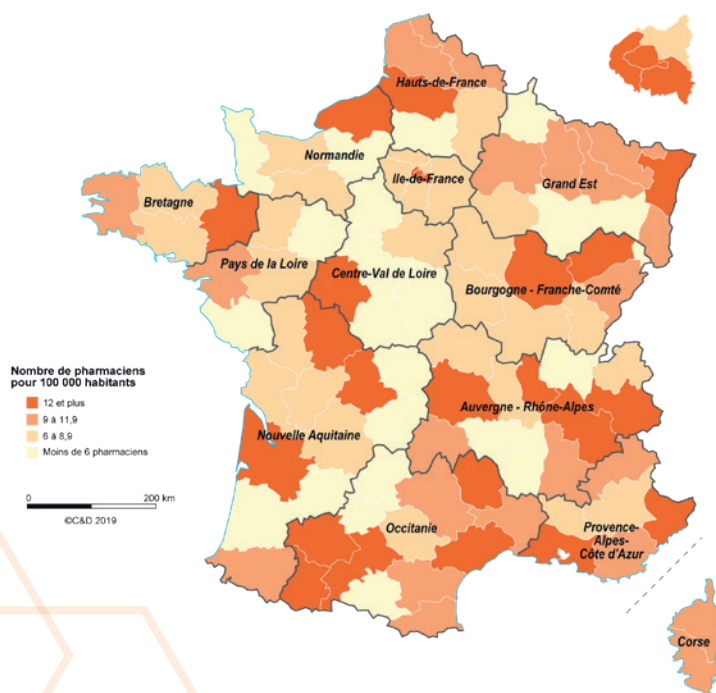 Hauts-de-France
Normandie
Ile-de-France
Grand Est
Bretagne
Pays de la Loire
Centre-Val de Loire
Bourgogne - Franche-Comté
Nombre de pharmaciens
pour 100 000 habitants
12 et plus
9 à 11,9
6 à 8,9
Moins de 6 pharmaciens
0 200 km
©C&D 2019
Auvergne - Rhône-Alpes
Nouvelle Aquitaine
Occitanie
Provence-
Alpes-
Côte d'Azur
Corse